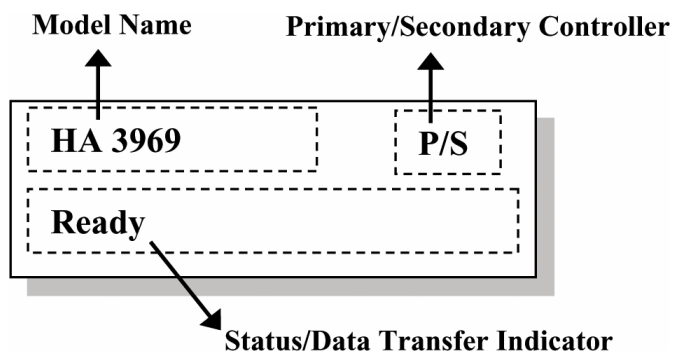 Model Name
Primary/Secondary Controller
HA 3969
P/S
Ready
Status/Data Transfer Indicator